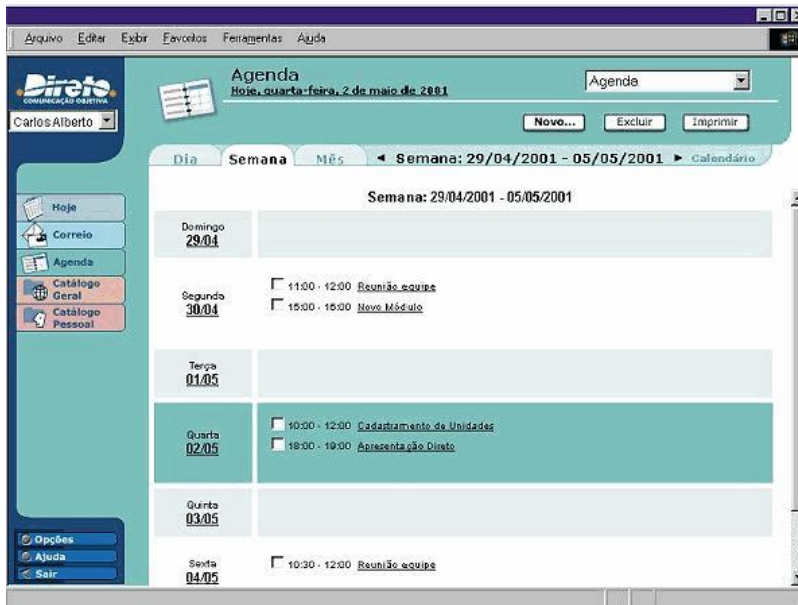 Arquivo Editar Exibir Favoritos Ferramentas Ajuda
Direto
COMUNICAÇÃO OBJETIVA
Carlos Alberto
Agenda
Hoje, quarta-feira, 2 de maio de 2001
Agenda
Novo... Excluir Imprimir
Dia Semana Mês Semana: 29/04/2001 - 05/05/2001 Calendário
Semana: 29/04/2001 - 05/05/2001
Hoje
Correio
Agenda
Catálogo
Geral
Catálogo
Pessoal
Opções
Ajuda
Sair
Domingo
29/04
Segunda
30/04
11:00 - 12:00 Reunião equipe
15:00 - 16:00 Novo Módulo
Terça
01/05
Quarta
02/05
10:00 - 12:00 Cadastramento de Unidades
18:00 - 19:00 Apresentação Direto
Quinta
03/05
Sexta
04/05
10:30 - 12:00 Reunião equipe